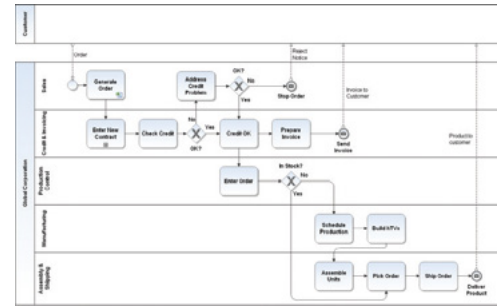 Customer
Order
Reject
Notice
Invoice to
Customer
Product to
customer
Global Corporation
Sales
Generate
Order
Address
Credit
Problem
OK?
No
Yes
Stop Order
Credit & Invoicing
Enter New
Contract
Check Credit
No
Yes
OK?
Credit OK
Prepare
Invoice
Send
Invoice
Production
Control
Enter Order
In Stock?
No
Yes
Manufacturing
Schedule
Production
Assembly &
Shipping
Assemble
Units
Pick Order
Ship Order
Deliver
Product